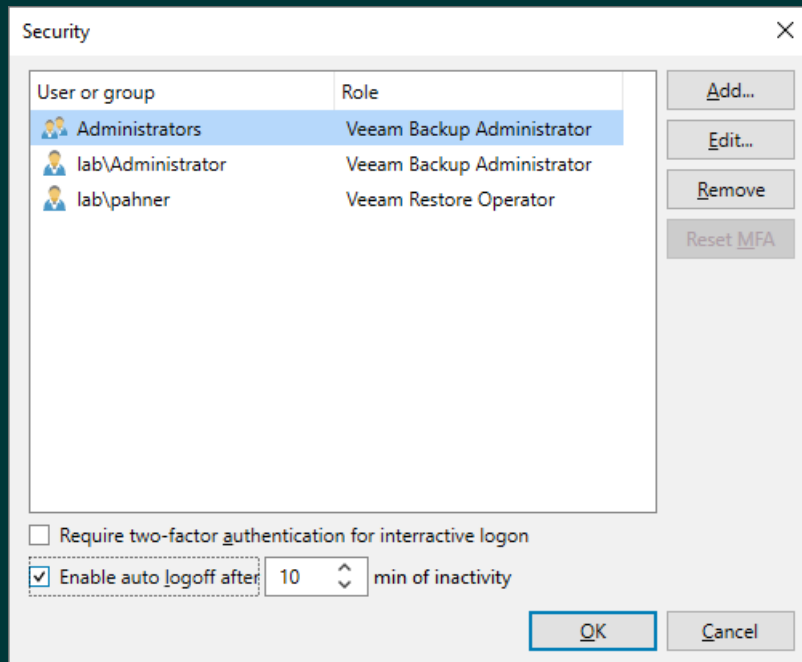 Security
User or group Role
Administrators Veeam Backup Administrator
lab\Administrator Veeam Backup Administrator
lab\pahner Veeam Restore Operator
Add...
Edit...
Remove
Reset MFA
Require two-factor authentication for interractive logon
Enable auto logoff after 10 min of inactivity
OK Cancel